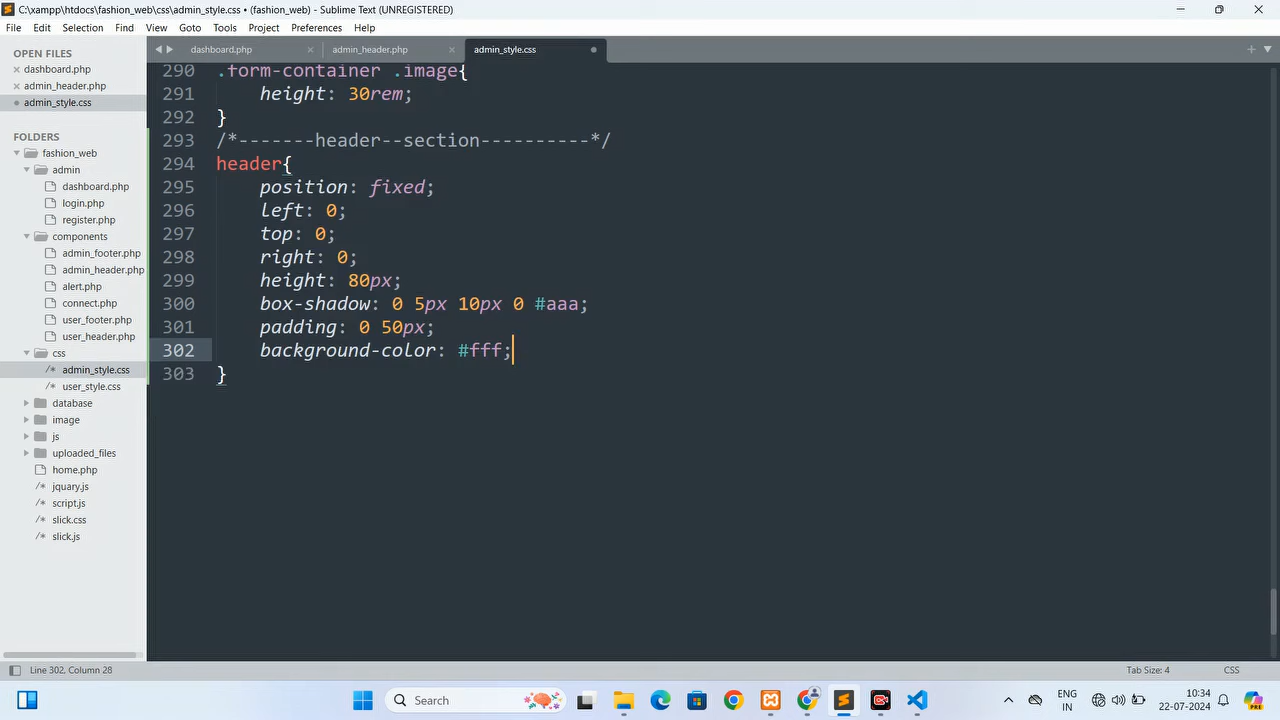 C:\xampp\htdocs\fashion_web\css\admin_style.css • (fashion_web) - Sublime Text (UNREGISTERED)
File Edit Selection Find View Goto Tools Project Preferences Help
OPEN FILES
dashboard.php
admin_header.php
admin_style.css
FOLDERS
fashion_web
admin
dashboard.php
login.php
register.php
components
admin_footer.php
admin_header.php
alert.php
connect.php
user_footer.php
user_header.php
css
/* admin_style.css
/* user_style.css
database
image
js
uploaded_files
home.php
/* jquary.js
/* script.js
/* slick.css
/* slick.js
dashboard.php admin_header.php admin_style.css
290 .form-container .image{
291 height: 30rem;
292 }
293 /*-------header--section----------*/
294 header{
295 position: fixed;
296 left: 0;
297 top: 0;
298 right: 0;
299 height: 80px;
300 box-shadow: 0 5px 10px 0 #aaa;
301 padding: 0 50px;
302 background-color: #fff;
303 }
Line 302, Column 28
Tab Size: 4 CSS
Search
ENG
IN
10:34
22-07-2024
PRE